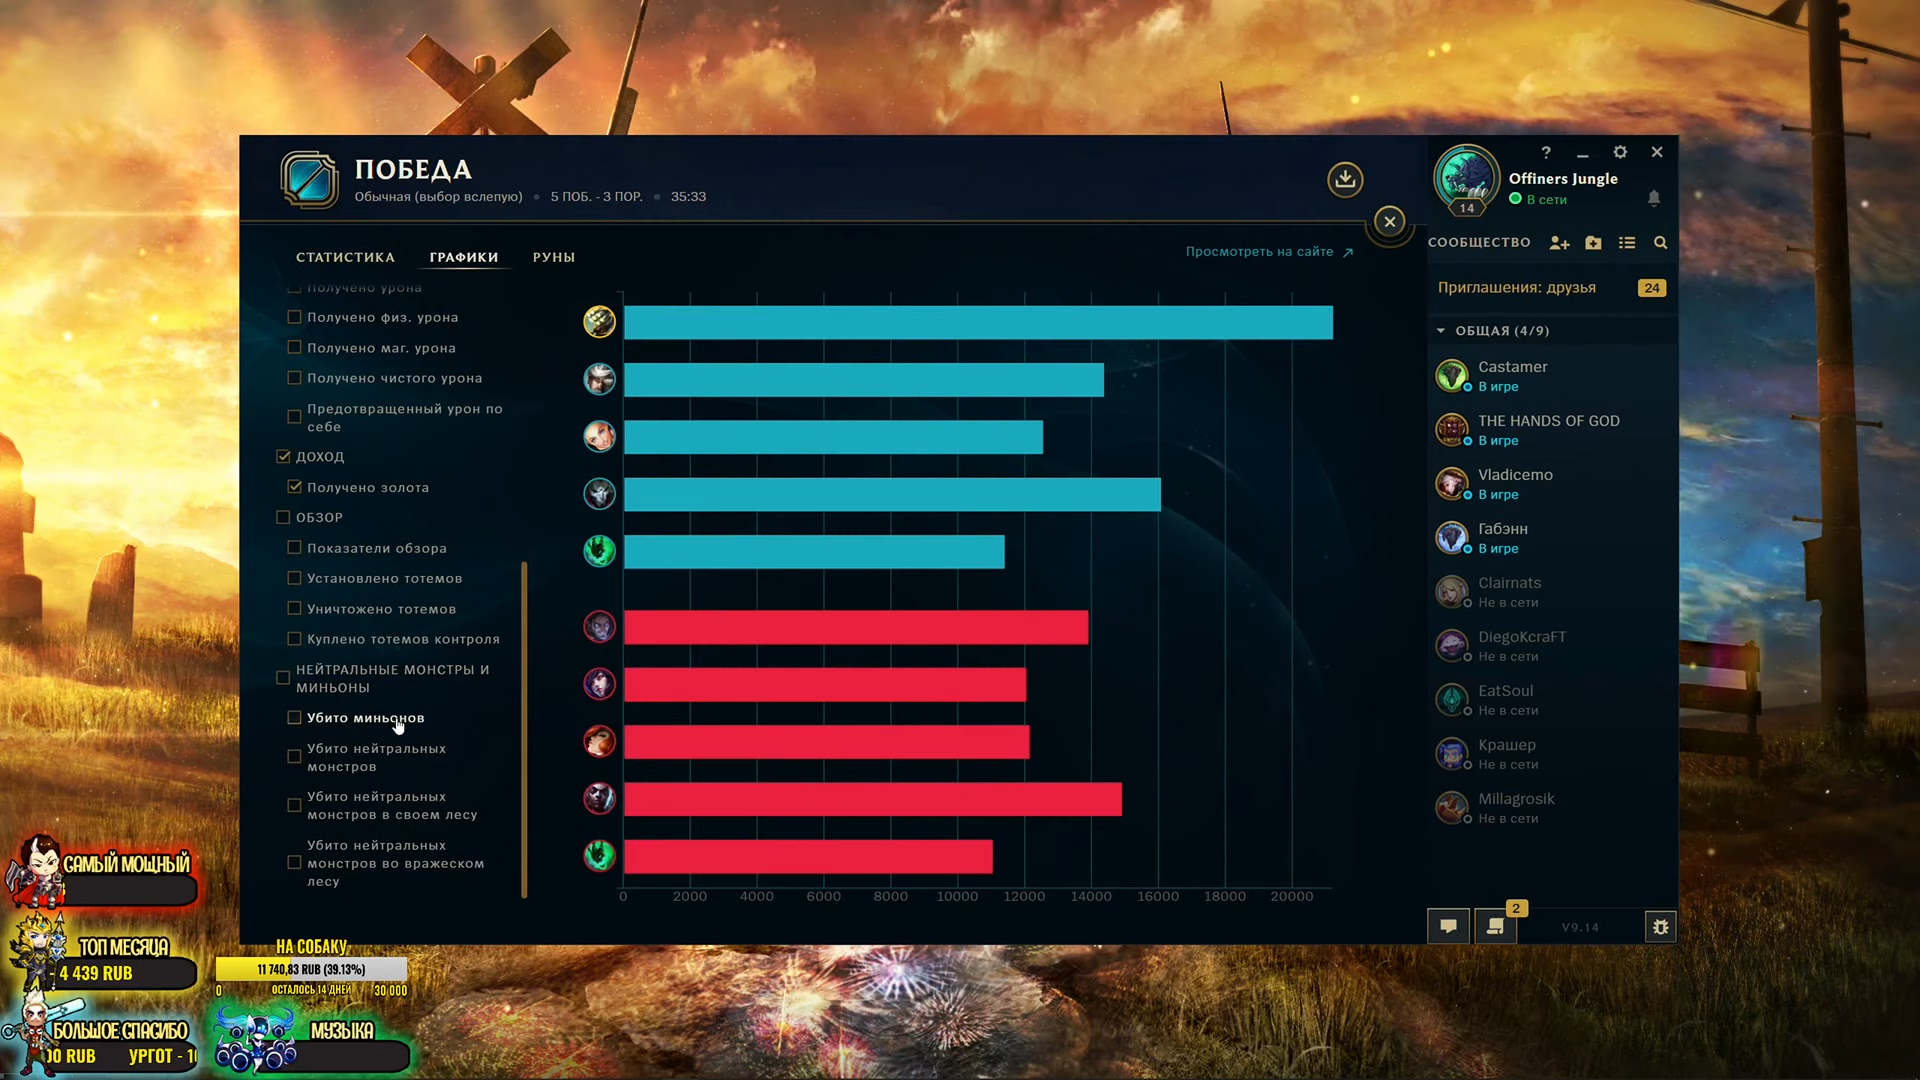 ПОБЕДА
Обычная (выбор вслепую) • 5 ПОБ. - 3 ПОР. • 35:33
СТАТИСТИКА ГРАФИКИ РУНЫ
Просмотреть на сайте
Получено урона
Получено физ. урона
Получено маг. урона
Получено чистого урона
Предотвращенный урон по
себе
ДОХОД
Получено золота
ОБЗОР
Показатели обзора
Установлено тотемов
Уничтожено тотемов
Куплено тотемов контроля
НЕЙТРАЛЬНЫЕ МОНСТРЫ И
МИНЬОНЫ
Убито миньонов
Убито нейтральных
монстров
Убито нейтральных
монстров в своем лесу
Убито нейтральных
монстров во вражеском
лесу
0 2000 4000 6000 8000 10000 12000 14000 16000 18000 20000
?
Offiners Jungle
14
В сети
СООБЩЕСТВО
Приглашения: друзья 24
ОБЩАЯ (4/9)
Castamer
В игре
THE HANDS OF GOD
В игре
Vladicemo
В игре
Габэнн
В игре
Clairnats
Не в сети
DiegoKcraFT
Не в сети
EatSoul
Не в сети
Крашер
Не в сети
Millagrosik
Не в сети
2
V9.14
САМЫЙ МОЩНЫЙ
ТОП МЕСЯЦА
- 4 439 RUB
БОЛЬШОЕ СПАСИБО
00 RUB УРГОТ - 1
НА СОБАКУ
11 740,83 RUB (39.13%)
0 ОСТАЛОСЬ 14 ДНЕЙ 30 000
МУЗЫКА